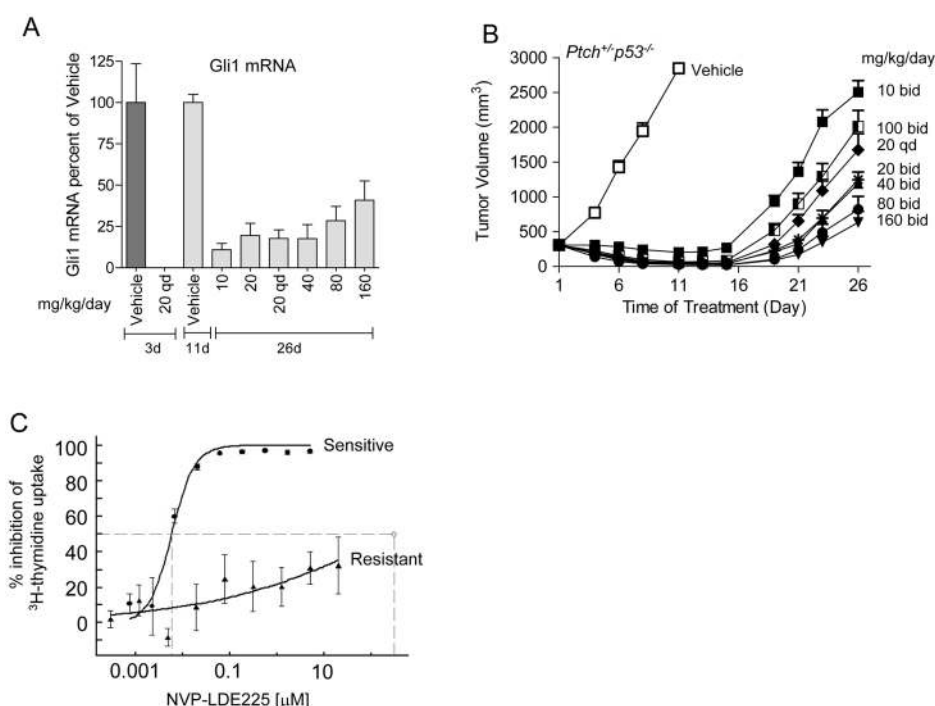 A
Gli1 mRNA
Gli1 mRNA percent of Vehicle
125
100
75
50
25
0
mg/kg/day
Vehicle
20 qd
Vehicle
10
20
20 qd
40
80
160
3d
11d
26d
B
Ptch+/-p53-/-
mg/kg/day
Vehicle
Tumor Volume (mm3)
3000
2500
2000
1500
1000
500
0
10 bid
100 bid
20 qd
20 bid
40 bid
80 bid
160 bid
1
6
11
16
21
26
Time of Treatment (Day)
C
% inhibition of
3H-thymidine uptake
100
80
60
40
20
0
Sensitive
Resistant
0.001
0.1
10
NVP-LDE225 [µM]